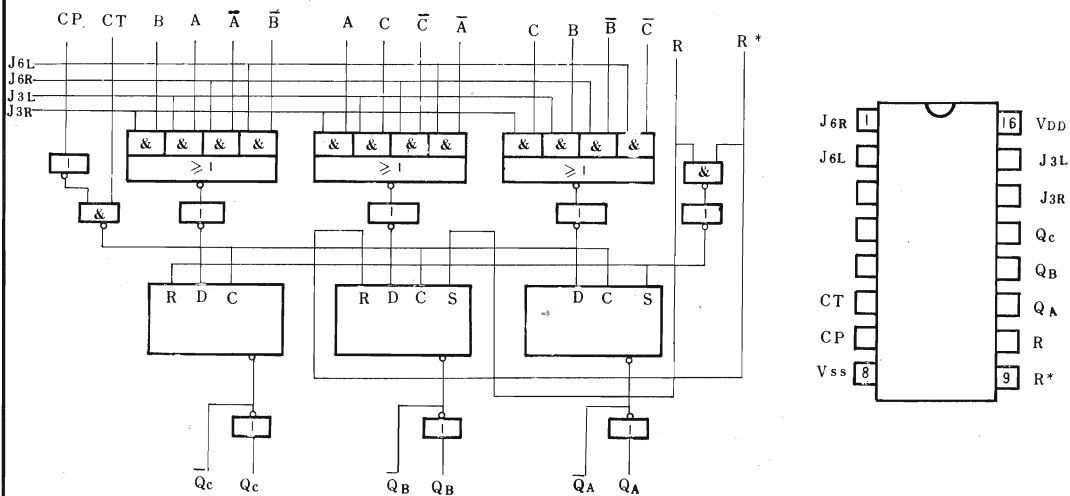 CP CT B A A̅ B̅ A C C̅ A̅ C B B̅ C̅ R R*
J6L
J6R
J3L
J3R
& & & & & & & & & & & &
1 ≥1 ≥1 ≥1 &
& 1 1 1 1
R D C R D C S D C S
1 1 1
Q̅c Qc Q̅B QB Q̅A QA
J6R 1 16 VDD
J6L J3L
J3R
Qc
QB
CT QA
CP R
Vss 8 9 R*